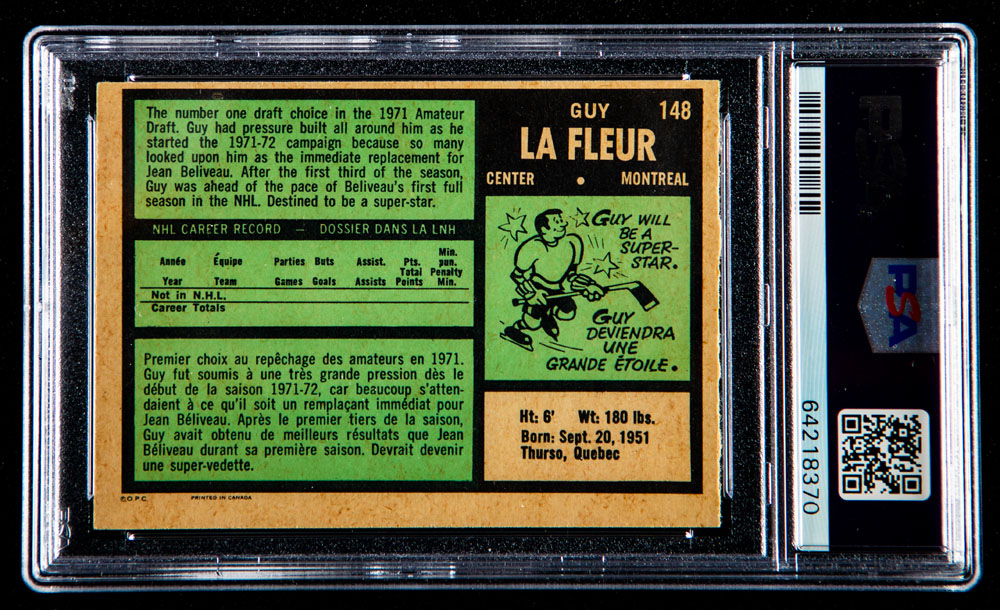 The number one draft choice in the 1971 Amateur
Draft. Guy had pressure built all around him as he
started the 1971-72 campaign because so many
looked upon him as the immediate replacement for
Jean Beliveau. After the first third of the season,
Guy was ahead of the pace of Beliveau's first full
season in the NHL. Destined to be a super-star.
NHL CAREER RECORD — DOSSIER DANS LA LNH
Année Équipe Parties Buts Assist. Pts. Min. pun.
Year Team Games Goals Assists Total Points Penalty Min.
Not in N.H.L.
Career Totals
Premier choix au repêchage des amateurs en 1971.
Guy fut soumis à une très grande pression dès le
début de la saison 1971-72, car beaucoup s'atten-
daient à ce qu'il soit un remplaçant immédiat pour
Jean Béliveau. Après le premier tiers de la saison,
Guy avait obtenu de meilleurs résultats que Jean
Béliveau durant sa première saison. Devrait devenir
une super-vedette.
©O.P.C. PRINTED IN CANADA
GUY 148
LA FLEUR
CENTER • MONTREAL
GUY WILL
BE A
SUPER-
STAR.
GUY
DEVIENDRA
UNE
GRANDE ÉTOILE.
Ht: 6' Wt: 180 lbs.
Born: Sept. 20, 1951
Thurso, Quebec
PSA
64218370